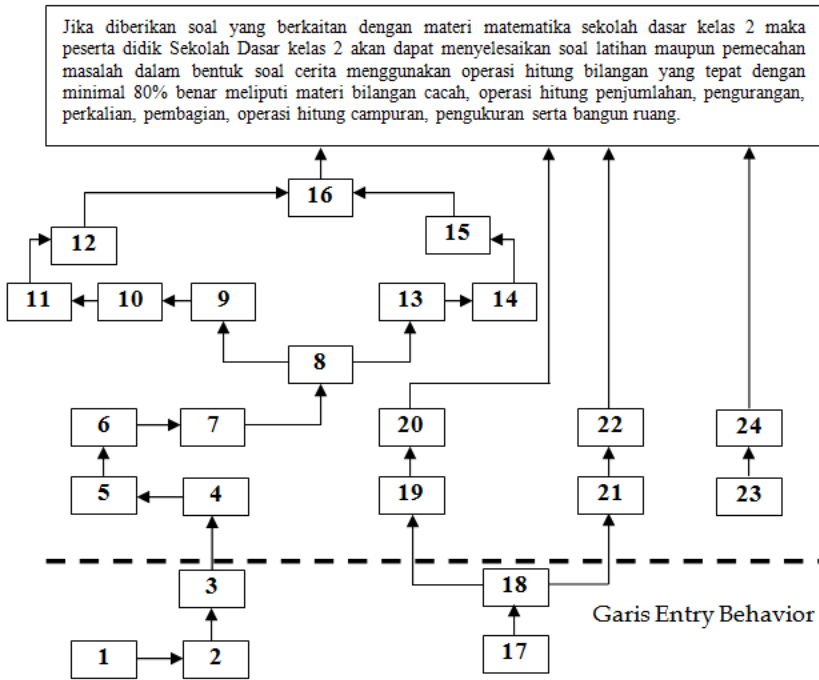 Jika diberikan soal yang berkaitan dengan materi matematika sekolah dasar kelas 2 maka
peserta didik Sekolah Dasar kelas 2 akan dapat menyelesaikan soal latihan maupun pemecahan
masalah dalam bentuk soal cerita menggunakan operasi hitung bilangan yang tepat dengan
minimal 80% benar meliputi materi bilangan cacah, operasi hitung penjumlahan, pengurangan,
perkalian, pembagian, operasi hitung campuran, pengukuran serta bangun ruang.
16
12
15
11 10 9 13 14
8
6 7 20 22 24
5 4 19 21 23
3 18
Garis Entry Behavior
1 2 17